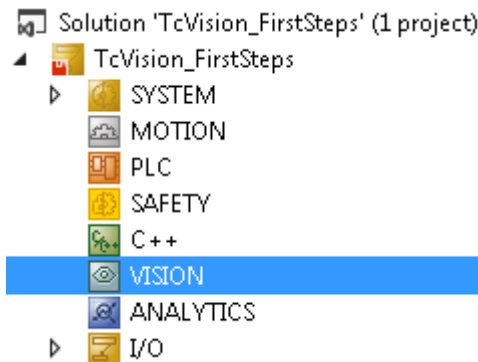 Solution 'TcVision_FirstSteps' (1 project)
TcVision_FirstSteps
SYSTEM
MOTION
PLC
SAFETY
C++
VISION
ANALYTICS
I/O